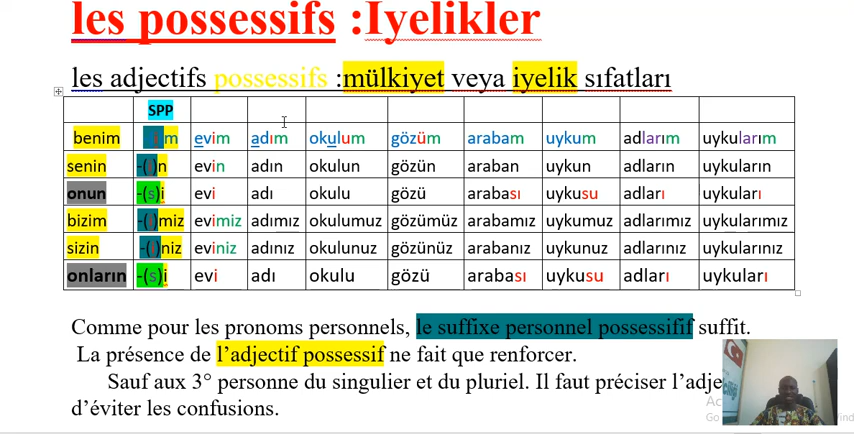 les possessifs :İyelikler
les adjectifs possessifs :mülkiyet veya iyelik sıfatları
SPP
benim -(i)m evim adım okulum gözüm arabam uykum adlarım uykularım
senin -(i)n evin adın okulun gözün araban uykun adların uykuların
onun -(s)i evi adı okulu gözü arabası uykusu adları uykuları
bizim -(i)miz evimiz adımız okulumuz gözümüz arabamız uykumuz adlarımız uykularımız
sizin -(i)niz eviniz adınız okulunuz gözünüz arabanız uykunuz adlarınız uykularınız
onların -(s)i evi adı okulu gözü arabası uykusu adları uykuları
Comme pour les pronoms personnels, le suffixe personnel possessifif suffit.
La présence de l'adjectif possessif ne fait que renforcer.
Sauf aux 3° personne du singulier et du pluriel. Il faut préciser l'adje
d'éviter les confusions.